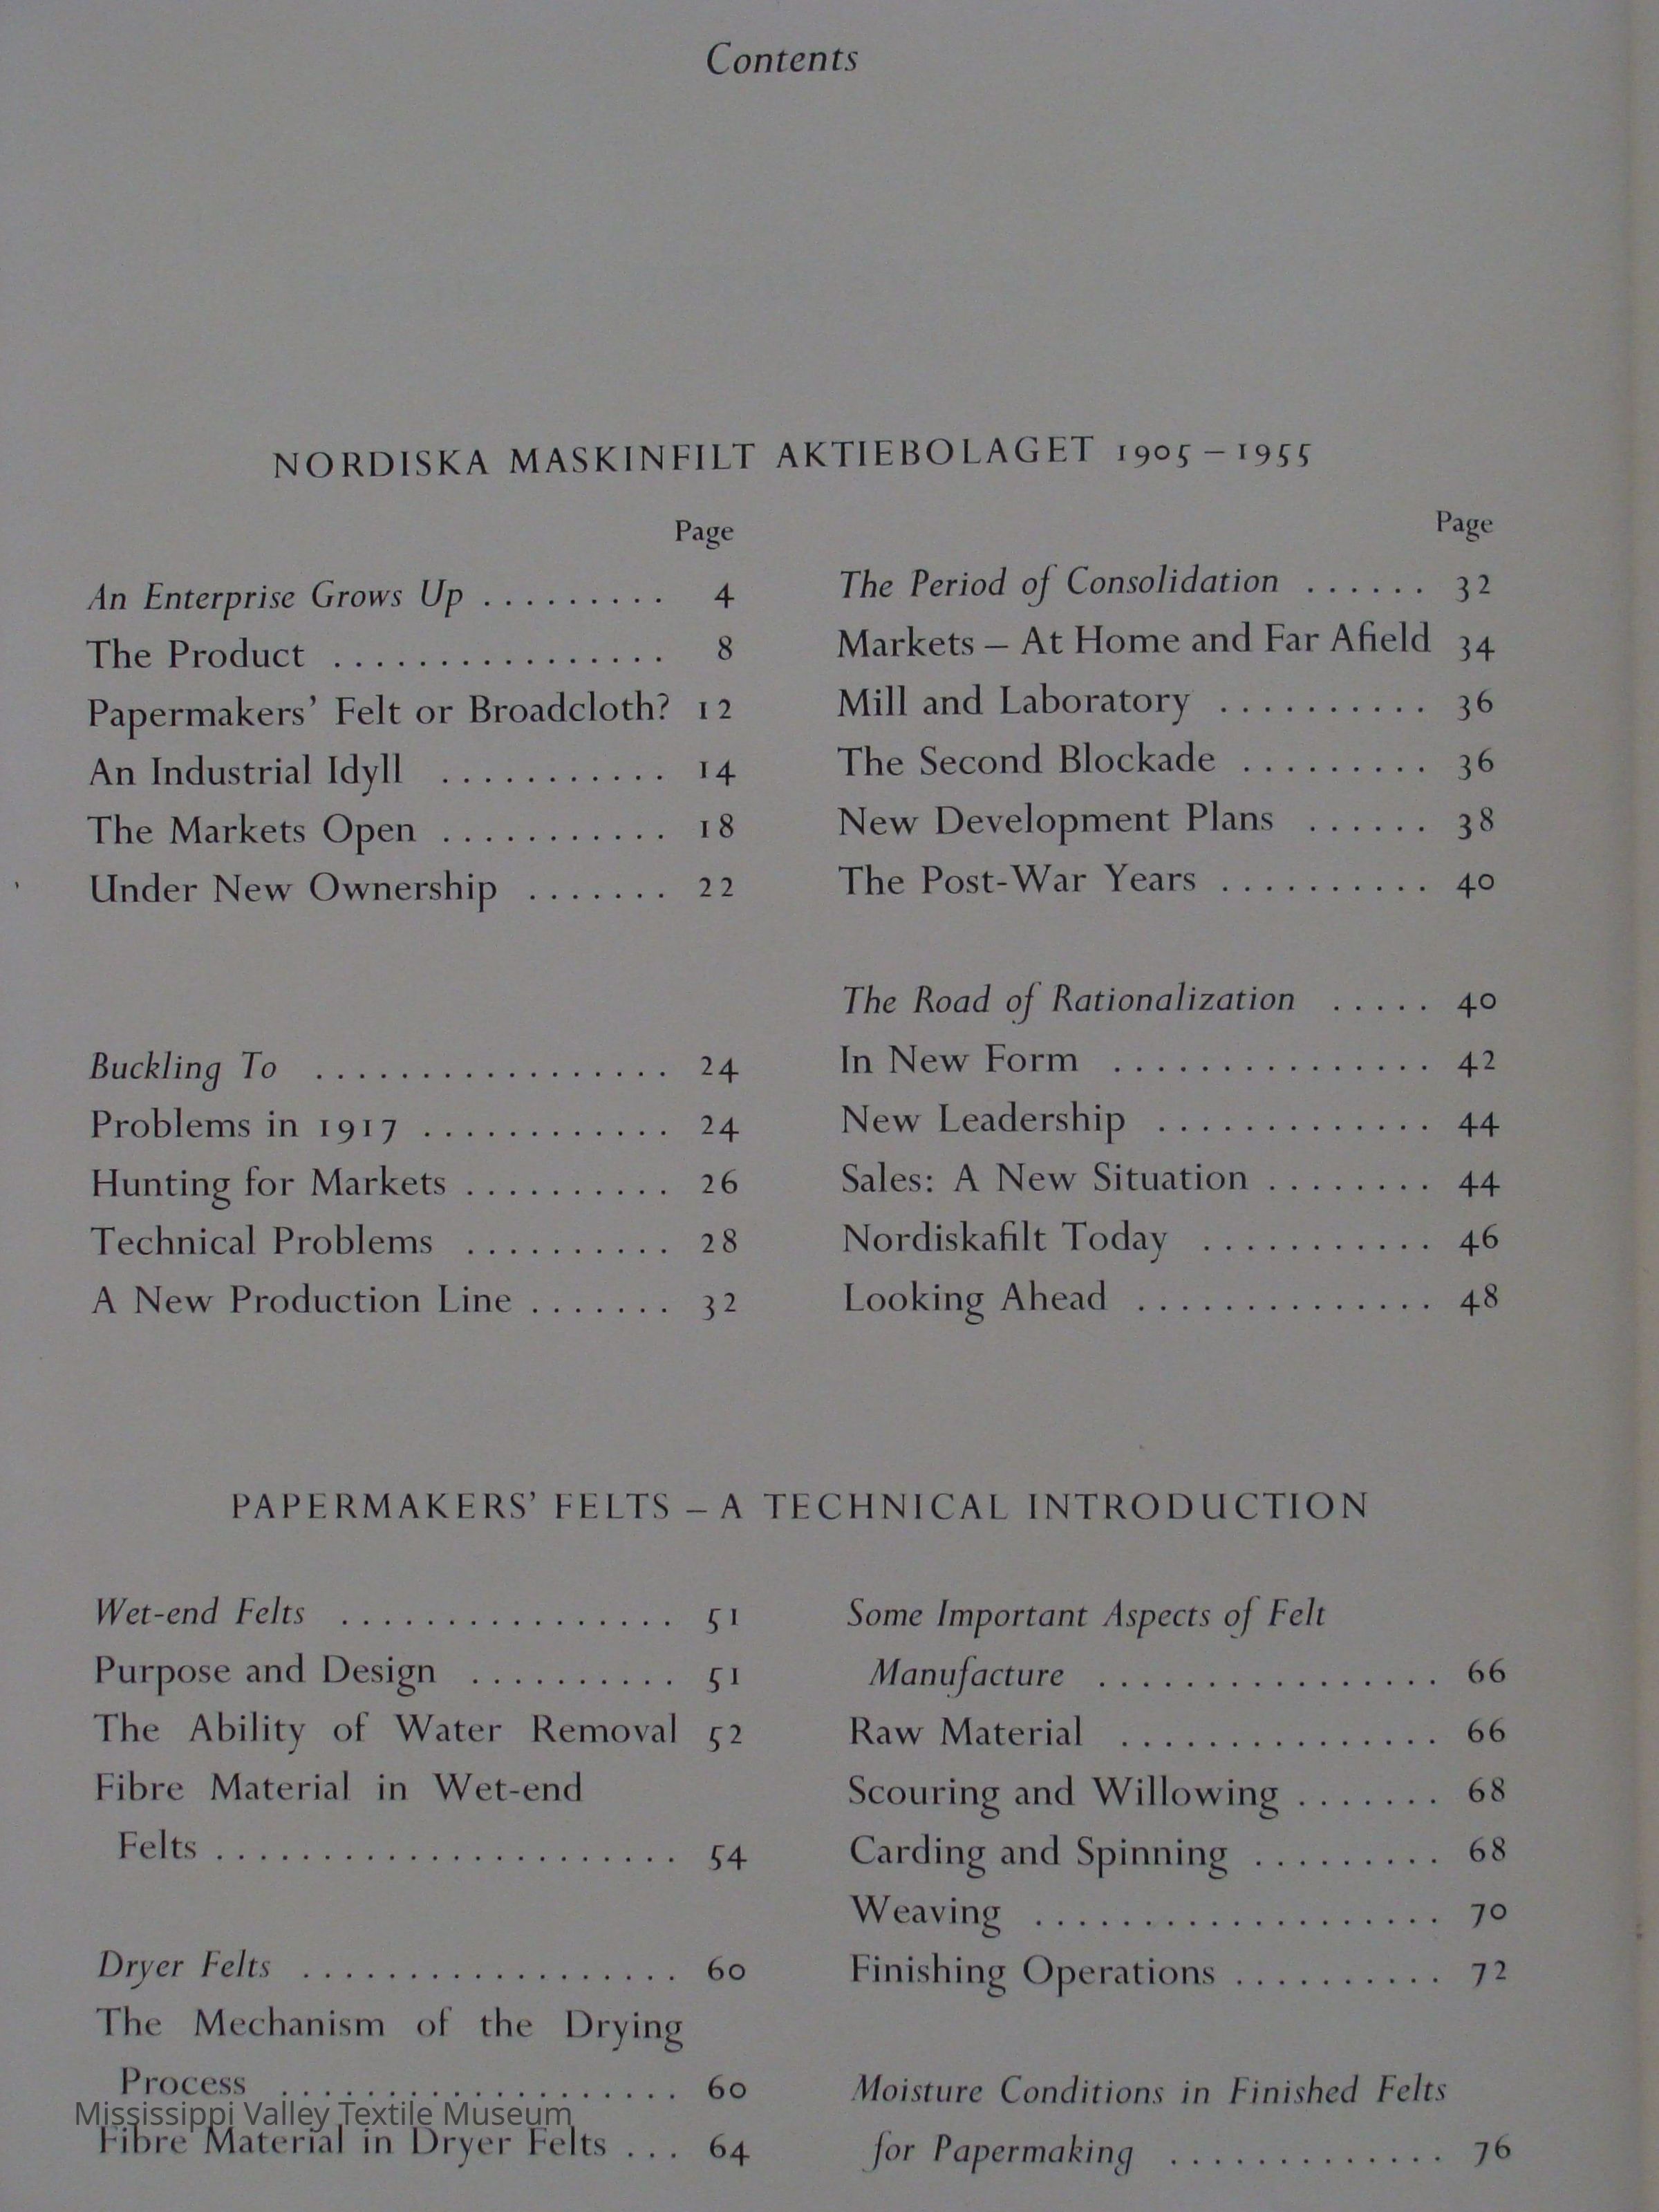 Contents
NORDISKA MASKINFILT AKTIEBOLAGET 1905 – 1955
Page
An Enterprise Grows Up ......... 4
The Product ................ 8
Papermakers' Felt or Broadcloth? 12
An Industrial Idyll ........... 14
The Markets Open ........... 18
Under New Ownership ....... 22
Buckling To ................. 24
Problems in 1917 ............ 24
Hunting for Markets .......... 26
Technical Problems .......... 28
A New Production Line ....... 32
Page
The Period of Consolidation ...... 32
Markets – At Home and Far Afield 34
Mill and Laboratory .......... 36
The Second Blockade ......... 36
New Development Plans ...... 38
The Post-War Years .......... 40
The Road of Rationalization ..... 40
In New Form ............... 42
New Leadership ............. 44
Sales: A New Situation ........ 44
Nordiskafilt Today ........... 46
Looking Ahead .............. 48
PAPERMAKERS' FELTS – A TECHNICAL INTRODUCTION
Wet-end Felts ................ 51
Purpose and Design .......... 51
The Ability of Water Removal 52
Fibre Material in Wet-end
Felts ...................... 54
Dryer Felts .................. 60
The Mechanism of the Drying
Process ................... 60
Fibre Material in Dryer Felts ... 64
Some Important Aspects of Felt
Manufacture ................ 66
Raw Material ............... 66
Scouring and Willowing ....... 68
Carding and Spinning ......... 68
Weaving ................... 70
Finishing Operations .......... 72
Moisture Conditions in Finished Felts
for Papermaking ............. 76
Mississippi Valley Textile Museum